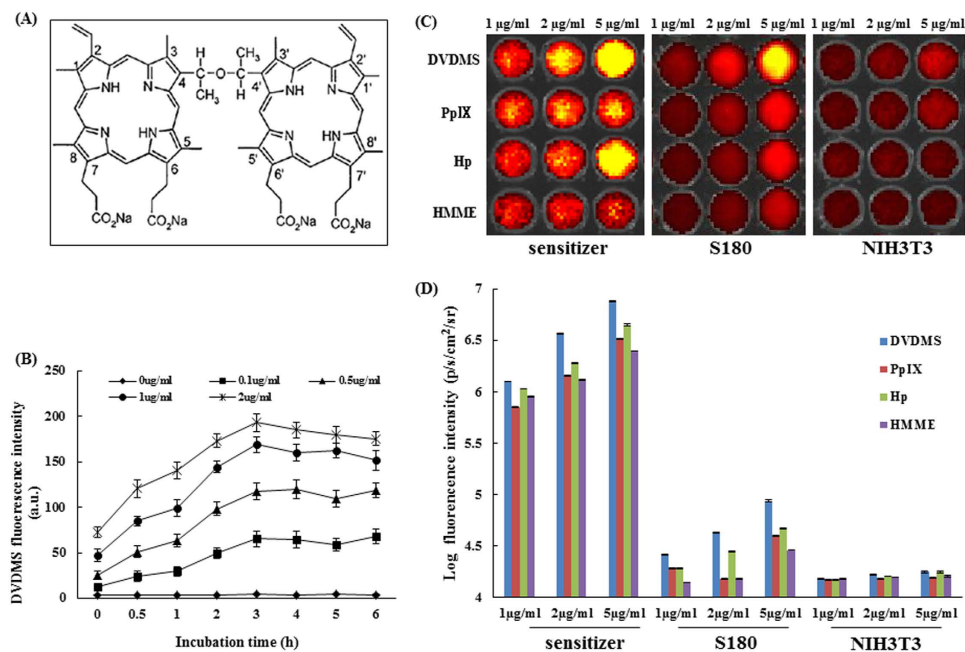 (A)
H
CH₃
CH₃
C
O
C
CH₃
H
2
3
3'
2'
1
4
4'
1'
NH
N
NH
N
N
HN
N
HN
8
5
5'
8'
7
6
6'
7'
CO₂Na
CO₂Na
CO₂Na
CO₂Na
(C)
1 μg/ml 2 μg/ml 5 μg/ml
1 μg/ml 2 μg/ml 5 μg/ml
1 μg/ml 2 μg/ml 5 μg/ml
DVDMS
PpIX
Hp
HMME
sensitizer
S180
NIH3T3
(B)
DVDMS fluoerescence intensity
(a.u.)
250
200
150
100
50
0
0ug/ml 0.1ug/ml 0.5ug/ml
1ug/ml 2ug/ml
0 0.5 1 2 3 4 5 6
Incubation time (h)
(D)
Log fluorencence intensity (p/s/cm²/sr)
7
6.5
6
5.5
5
4.5
4
DVDMS
PpIX
Hp
HMME
1μg/ml 2μg/ml 5μg/ml 1μg/ml 2μg/ml 5μg/ml 1μg/ml 2μg/ml 5μg/ml
sensitizer S180 NIH3T3